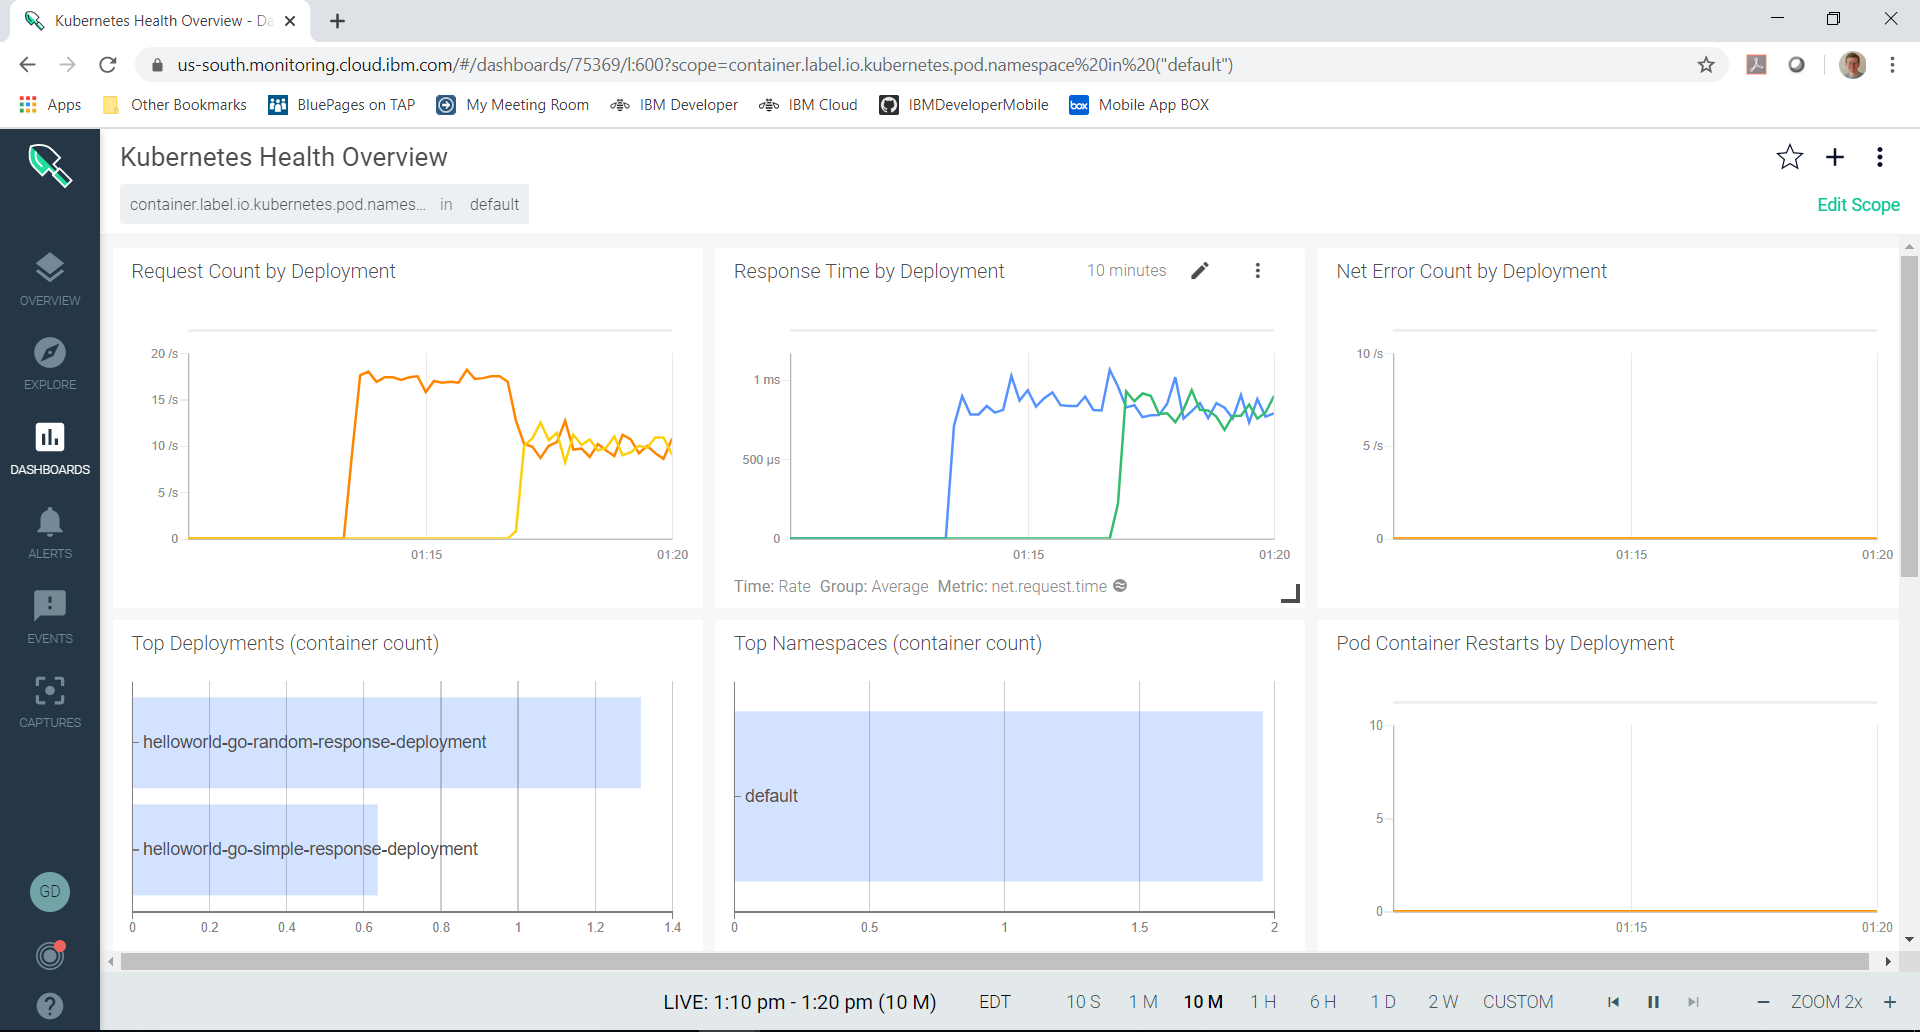 Kubernetes Health Overview - Da
us-south.monitoring.cloud.ibm.com/#/dashboards/75369/l:600?scope=container.label.io.kubernetes.pod.namespace%20in%20("default")
Apps Other Bookmarks BluePages on TAP My Meeting Room IBM Developer IBM Cloud IBMDeveloperMobile box Mobile App BOX
Kubernetes Health Overview
container.label.io.kubernetes.pod.names... in default
Edit Scope
OVERVIEW
EXPLORE
DASHBOARDS
ALERTS
EVENTS
CAPTURES
GD
?
Request Count by Deployment
20 /s
15 /s
10 /s
5 /s
0
01:15 01:20
Response Time by Deployment 10 minutes
1 ms
500 µs
0
01:15 01:20
Time: Rate Group: Average Metric: net.request.time
Net Error Count by Deployment
10 /s
5 /s
0
01:15 01:20
Top Deployments (container count)
helloworld-go-random-response-deployment
helloworld-go-simple-response-deployment
0 0.2 0.4 0.6 0.8 1 1.2 1.4
Top Namespaces (container count)
default
0 0.5 1 1.5 2
Pod Container Restarts by Deployment
10
5
0
01:15 01:20
LIVE: 1:10 pm - 1:20 pm (10 M) EDT 10 S 1 M 10 M 1 H 6 H 1 D 2 W CUSTOM ZOOM 2x